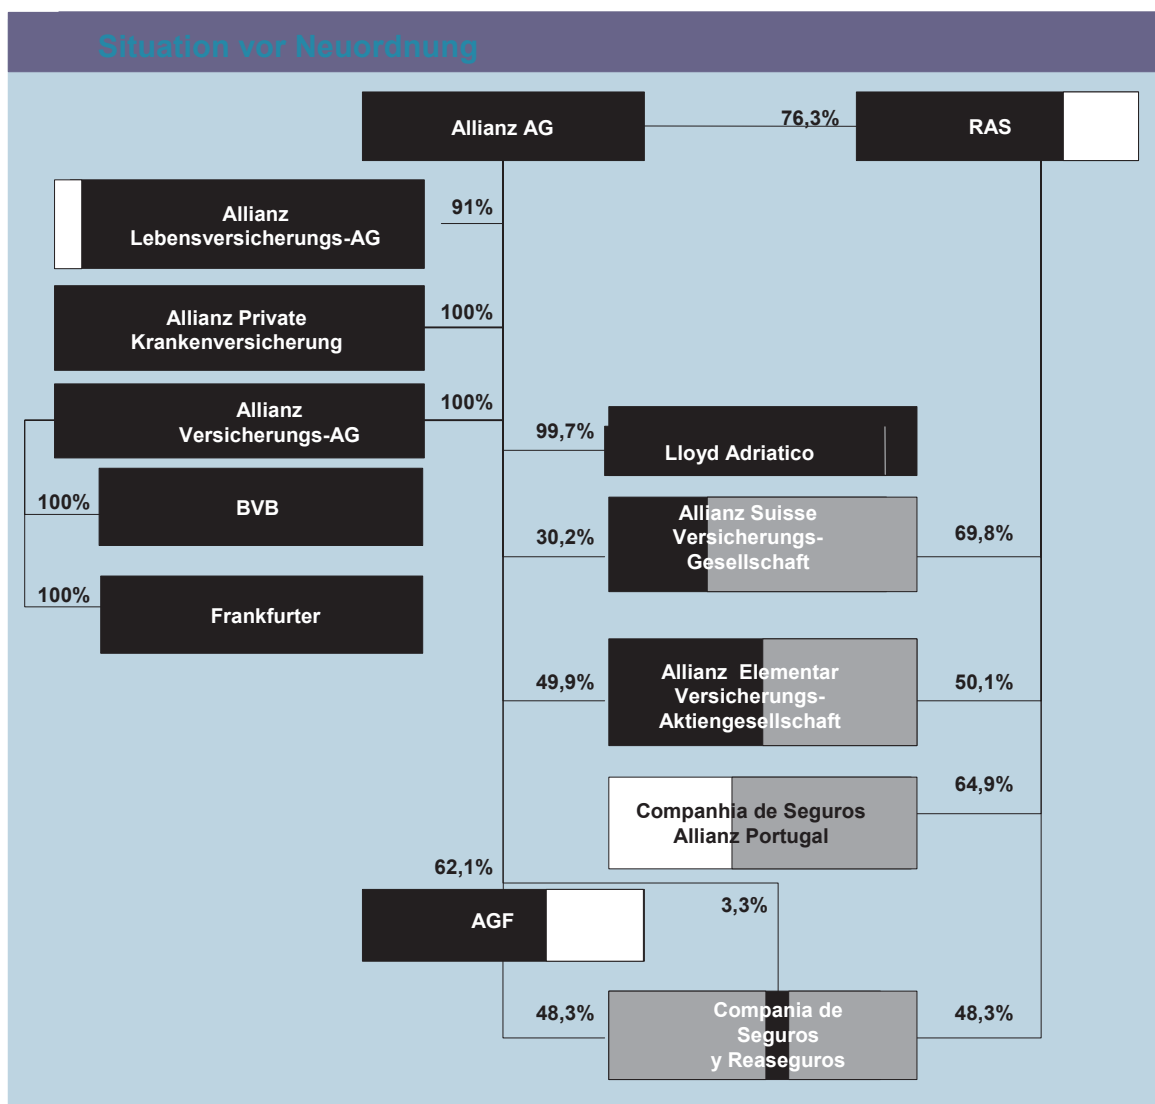 Situation vor Neuordnung
Allianz AG
76,3%
RAS
Allianz
Lebensversicherungs-AG
91%
Allianz Private
Krankenversicherung
100%
Allianz
Versicherungs-AG
100%
99,7%
Lloyd Adriatico
100%
BVB
30,2%
Allianz Suisse
Versicherungs-
Gesellschaft
69,8%
100%
Frankfurter
49,9%
Allianz Elementar
Versicherungs-
Aktiengesellschaft
50,1%
Companhia de Seguros
Allianz Portugal
64,9%
62,1%
AGF
3,3%
48,3%
Compania de
Seguros
y Reaseguros
48,3%